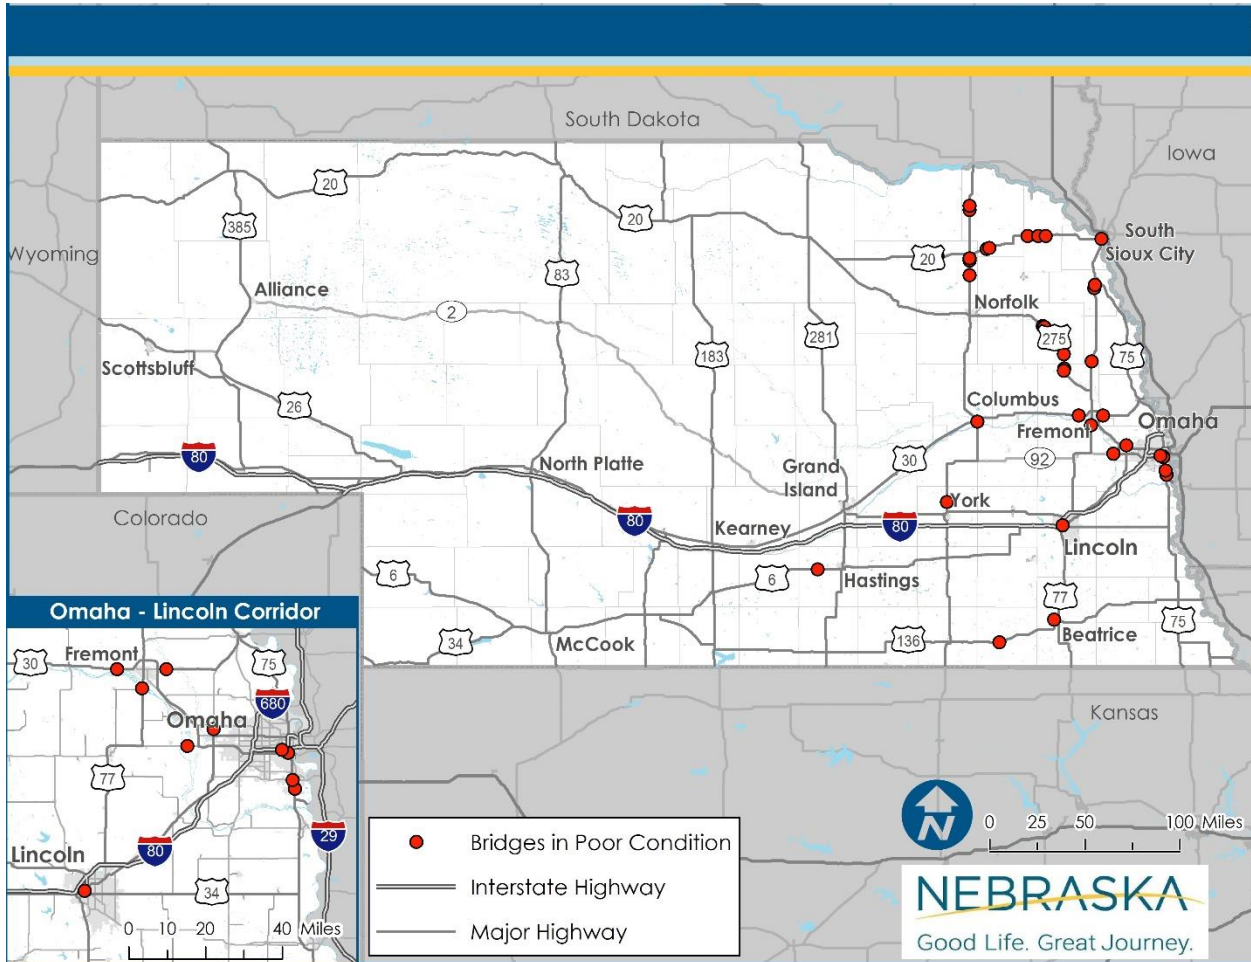 South Dakota
Iowa
20
385
20
South
Sioux City
Wyoming
20
83
Alliance
Norfolk
2
281
275
183
75
Scottsbluff
Columbus
26
Omaha
Fremont
80
30
92
North Platte
Grand
Island
York
Colorado
80
Kearney
80
Lincoln
6
6
Hastings
77
Omaha - Lincoln Corridor
34
McCook
136
Beatrice
75
30
Fremont
75
680
Omaha
Kansas
77
0 25 50 100 Miles
80
29
Lincoln
34
0 10 20 40 Miles
Bridges in Poor Condition
Interstate Highway
Major Highway
N
NEBRASKA
Good Life. Great Journey.